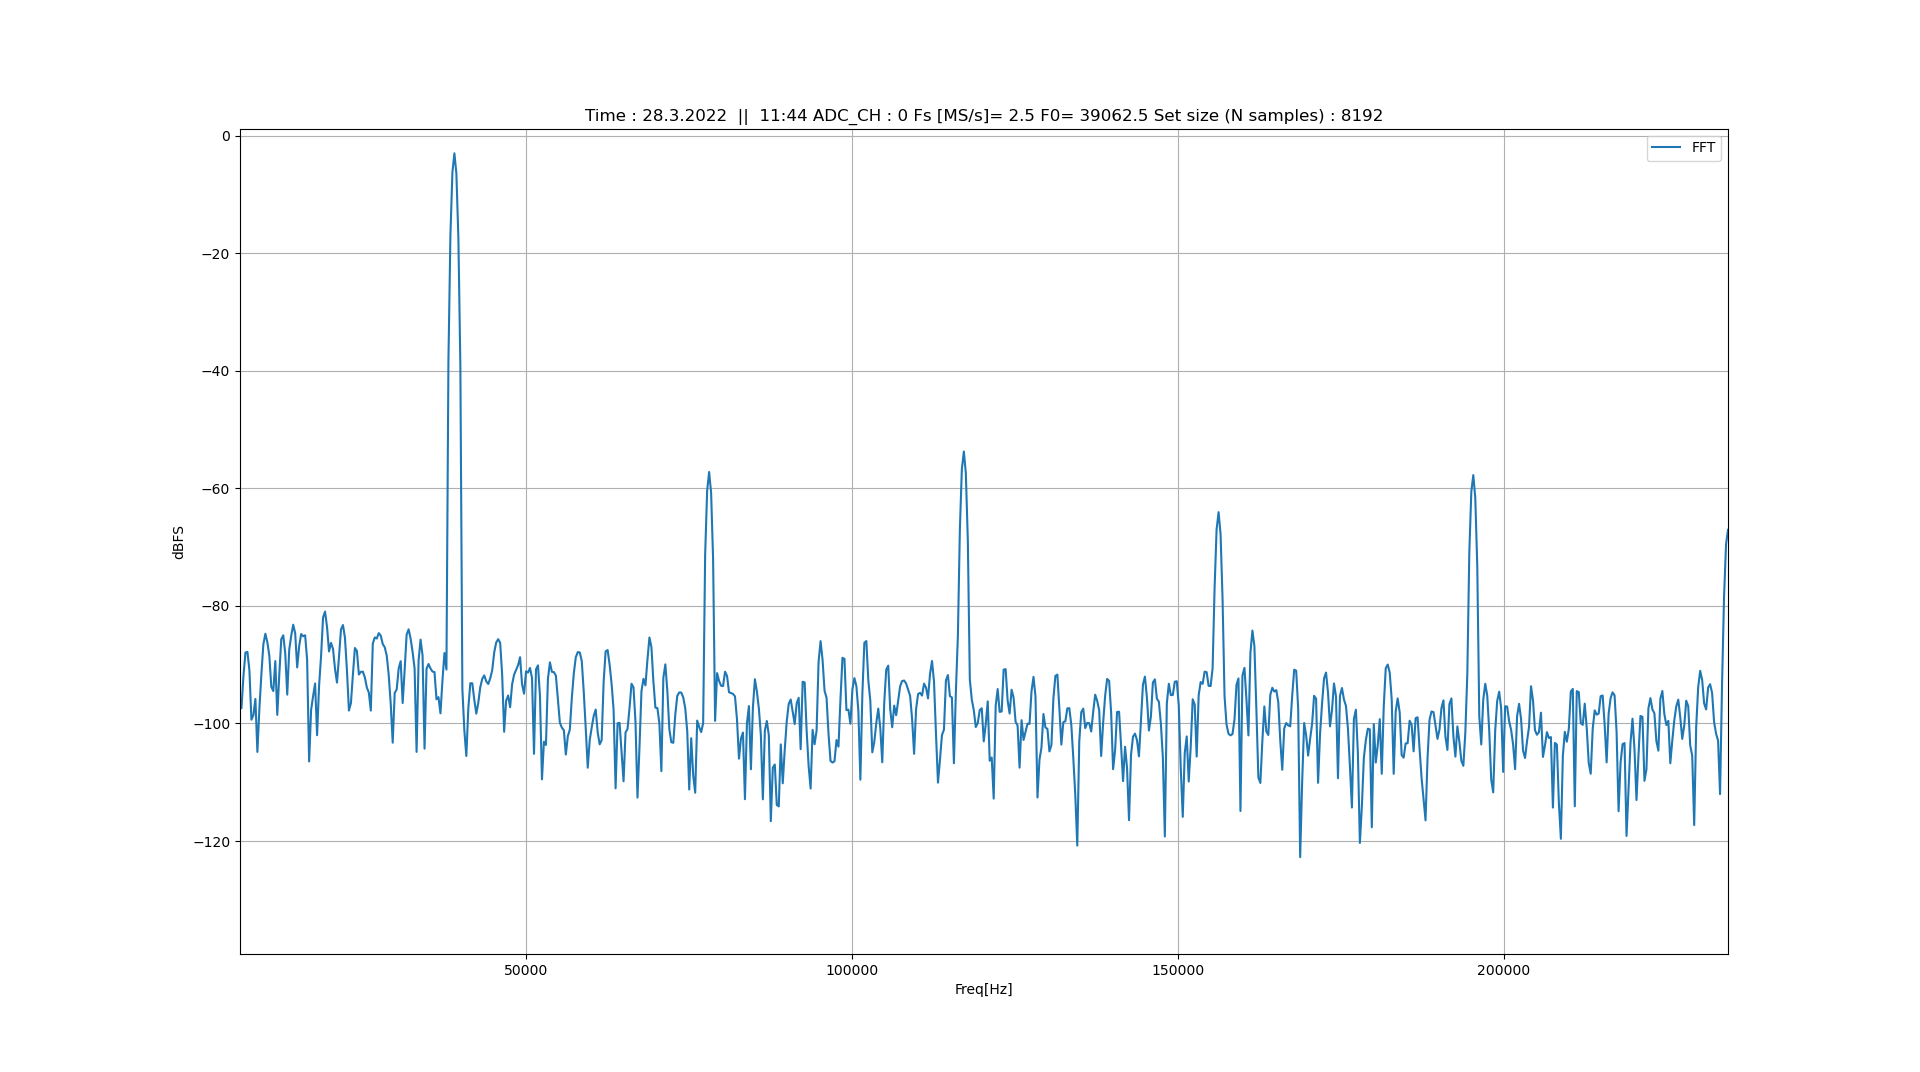 Time : 28.3.2022  ||  11:44 ADC_CH : 0 Fs [MS/s]= 2.5 F0= 39062.5 Set size (N samples) : 8192
FFT
0
−20
−40
−60
−80
−100
−120
dBFS
50000 100000 150000 200000
Freq[Hz]